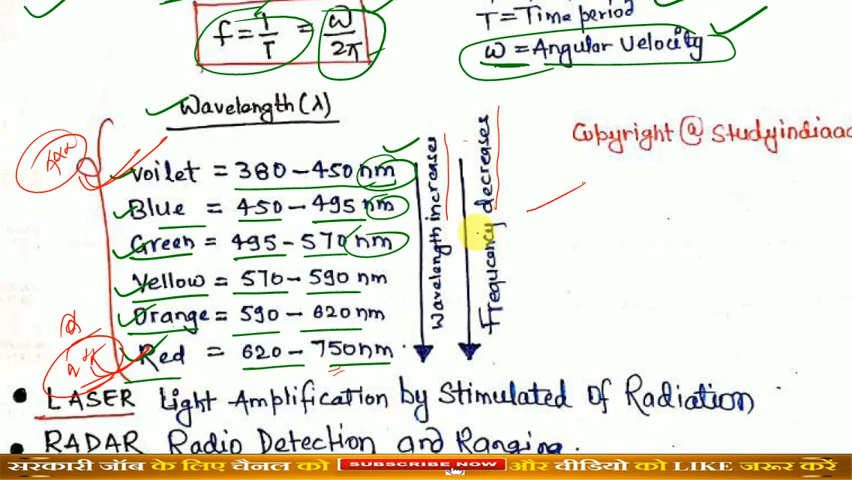 f = 1/T = ω/2π
T = Time period
ω = Angular Velocity
Wavelength (λ)
Voilet = 380 – 450 nm
Blue = 450 – 495 nm
Green = 495 – 570 nm
Yellow = 570 – 590 nm
Orange = 590 – 620 nm
Red = 620 – 750 nm
Wavelength increases
Frequcency decreases
Copyright @ Studyindiaac
LASER Light Amplification by Stimulated Of Radiation
RADAR Radio Detection and Ranging.
सरकारी जॉब के लिए चैनल को SUBSCRIBE NOW और वीडियो को LIKE जरूर करें